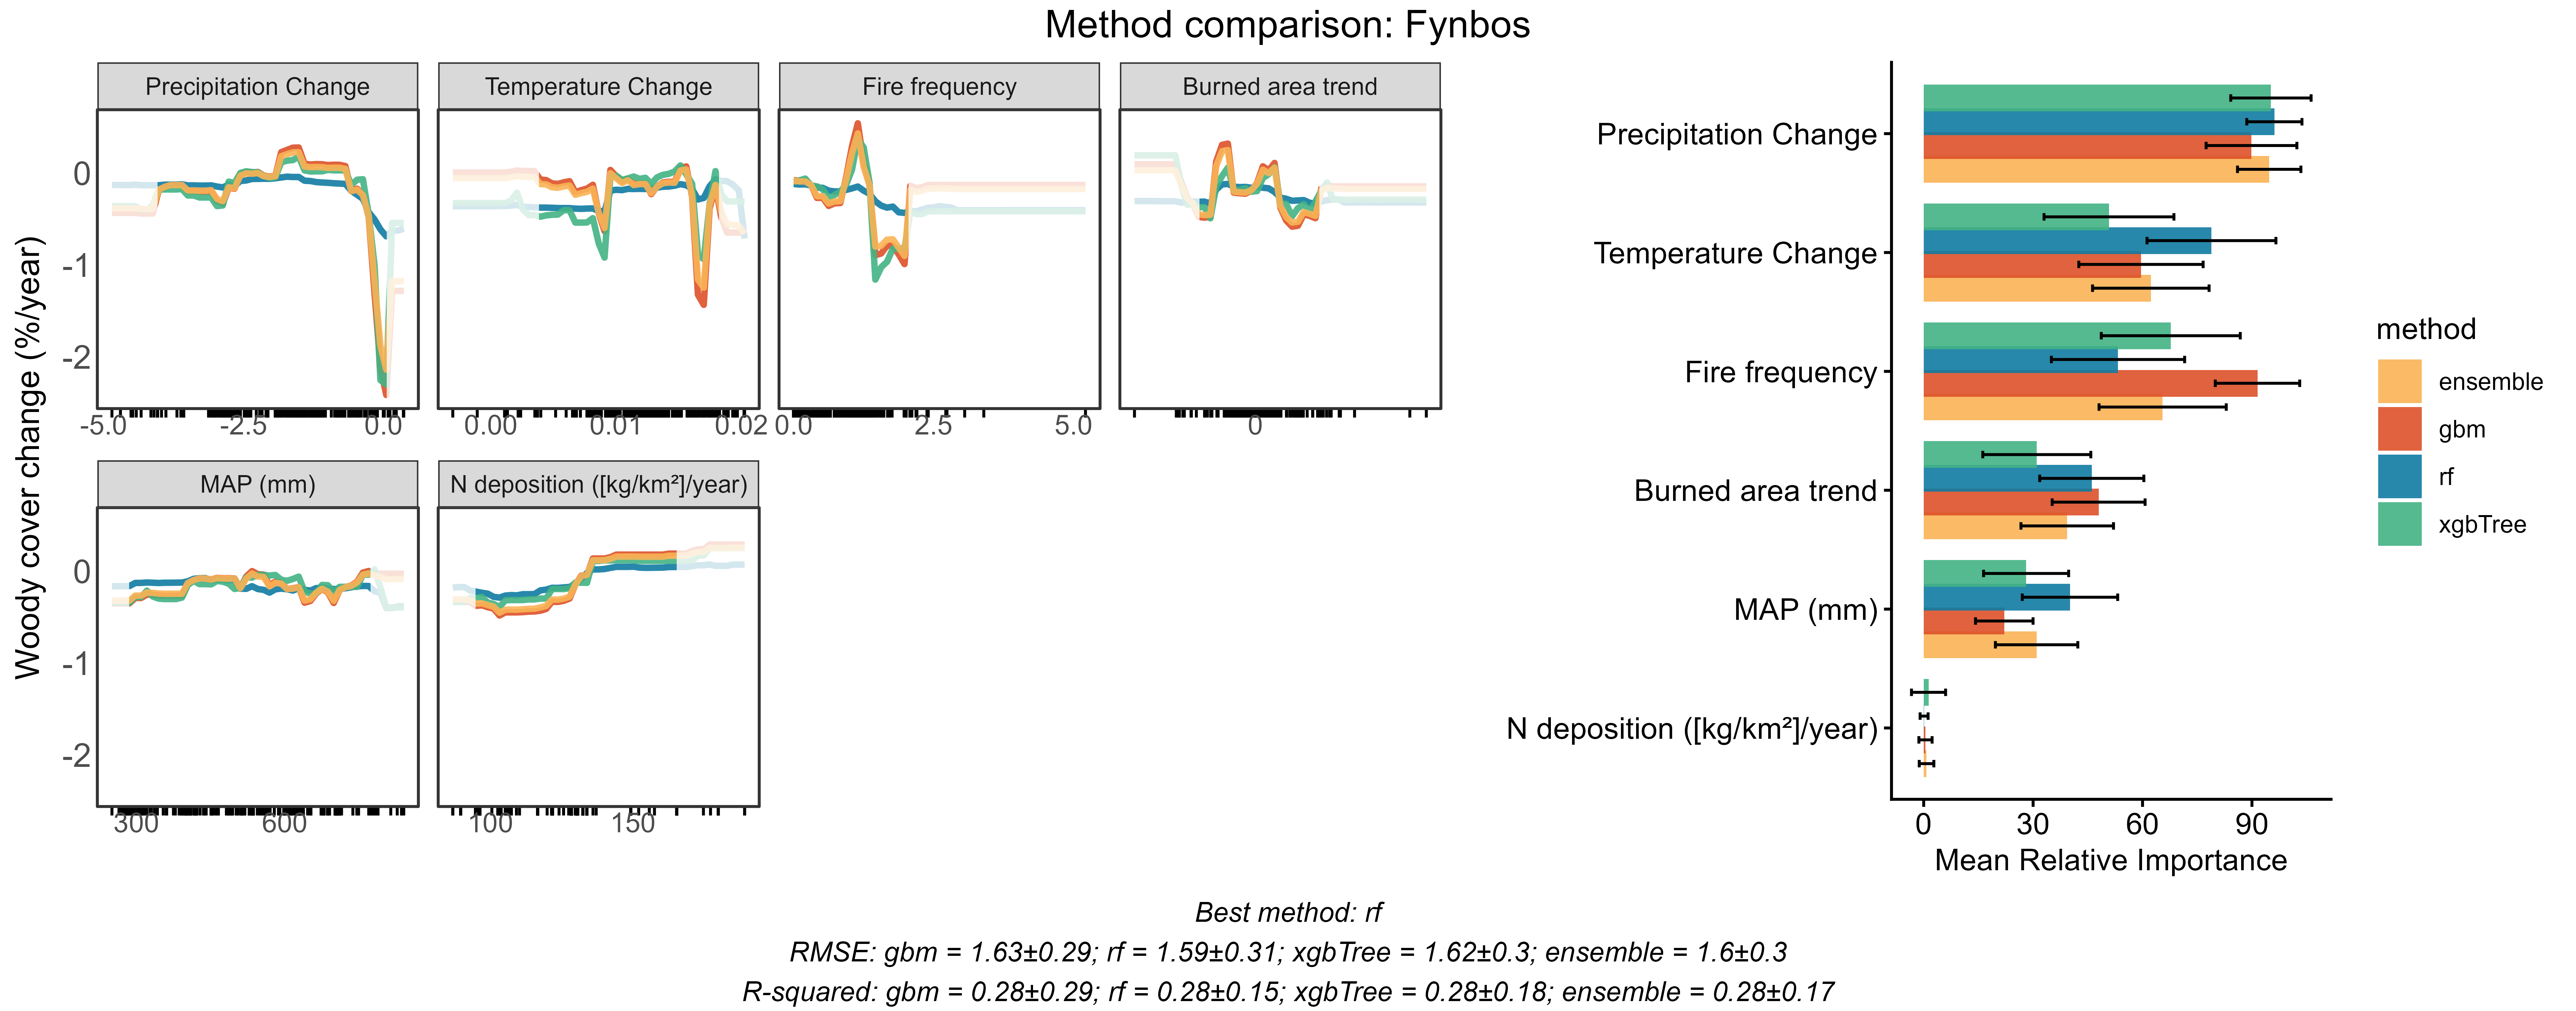 Method comparison: Fynbos
Precipitation Change
Temperature Change
Fire frequency
Burned area trend
Woody cover change (%/year)
0
-1
-2
-5.0
-2.5
0.0
0.00
0.01
0.02
0.0
2.5
5.0
0
MAP (mm)
N deposition ([kg/km²]/year)
0
-1
-2
300
600
100
150
Precipitation Change
Temperature Change
Fire frequency
Burned area trend
MAP (mm)
N deposition ([kg/km²]/year)
0
30
60
90
Mean Relative Importance
method
ensemble
gbm
rf
xgbTree
Best method: rf
RMSE: gbm = 1.63±0.29; rf = 1.59±0.31; xgbTree = 1.62±0.3; ensemble = 1.6±0.3
R-squared: gbm = 0.28±0.29; rf = 0.28±0.15; xgbTree = 0.28±0.18; ensemble = 0.28±0.17